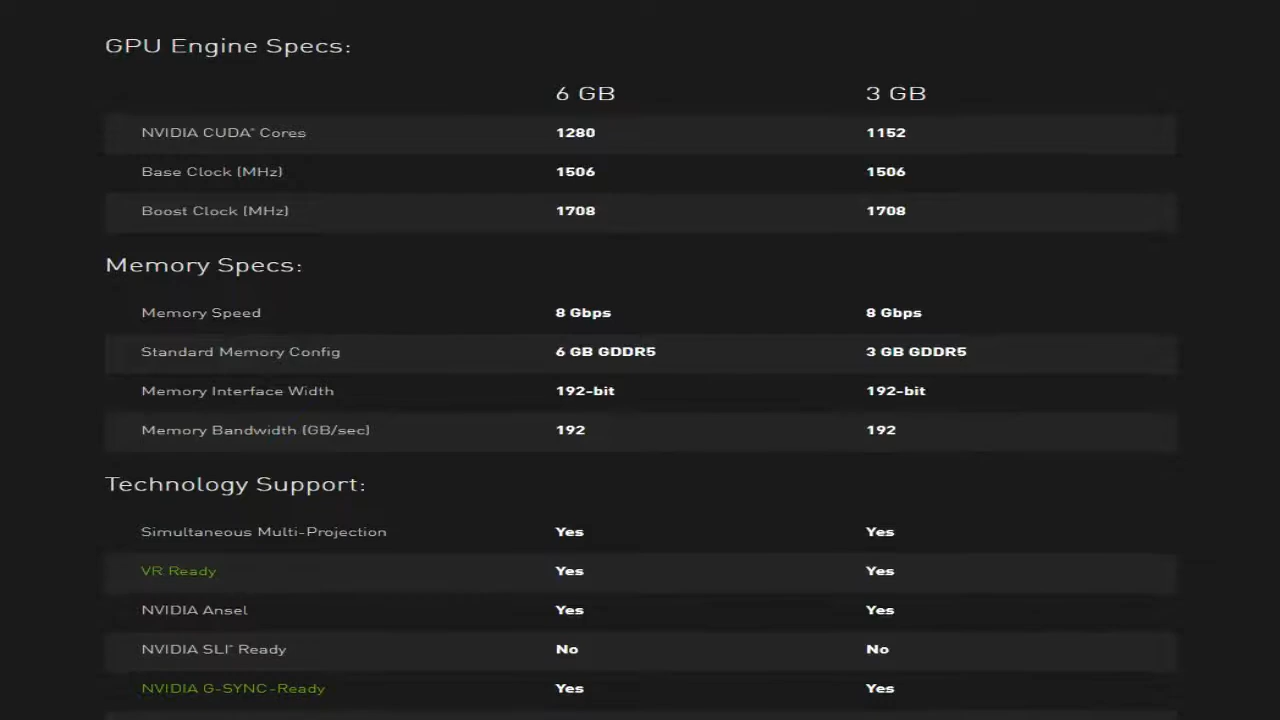 GPU Engine Specs:
6 GB 3 GB
NVIDIA CUDA® Cores 1280 1152
Base Clock (MHz) 1506 1506
Boost Clock (MHz) 1708 1708
Memory Specs:
Memory Speed 8 Gbps 8 Gbps
Standard Memory Config 6 GB GDDR5 3 GB GDDR5
Memory Interface Width 192-bit 192-bit
Memory Bandwidth (GB/sec) 192 192
Technology Support:
Simultaneous Multi-Projection Yes Yes
VR Ready Yes Yes
NVIDIA Ansel Yes Yes
NVIDIA SLI® Ready No No
NVIDIA G-SYNC-Ready Yes Yes